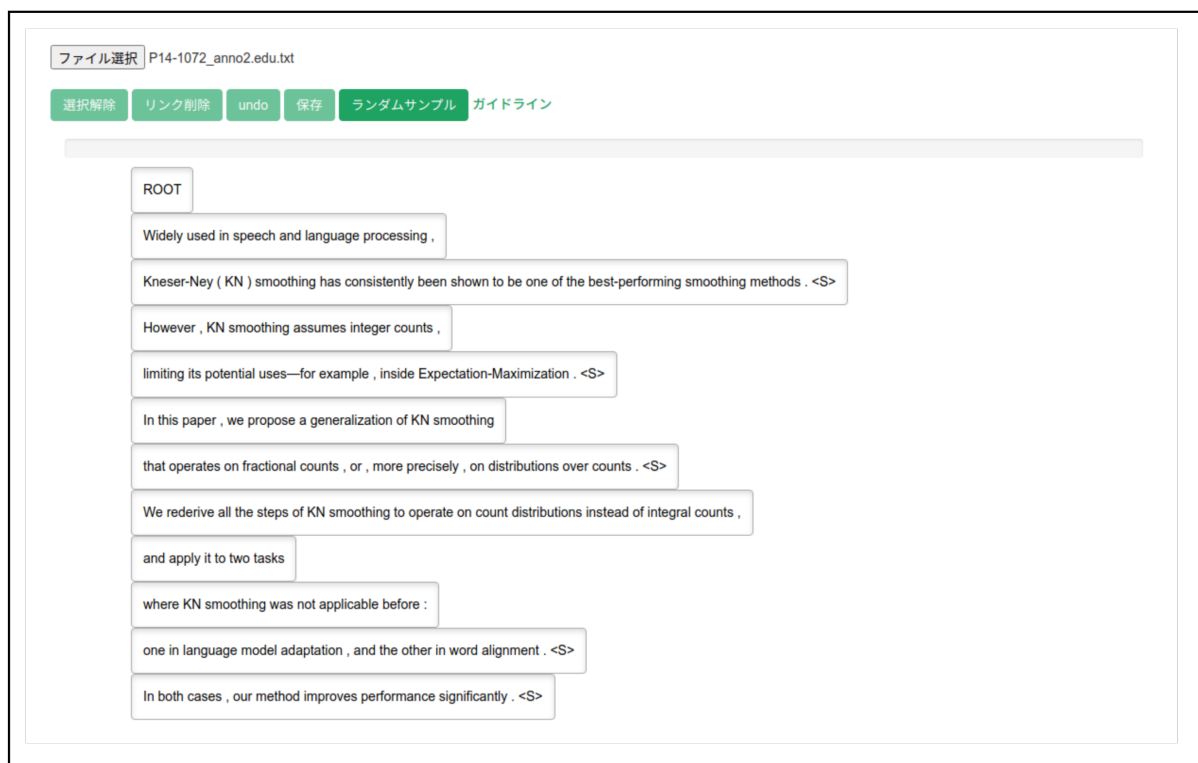 ファイル選択 P14-1072_anno2.edu.txt
選択解除 リンク削除 undo 保存 ランダムサンプル ガイドライン
ROOT
Widely used in speech and language processing ,
Kneser-Ney ( KN ) smoothing has consistently been shown to be one of the best-performing smoothing methods . <S>
However , KN smoothing assumes integer counts ,
limiting its potential uses—for example , inside Expectation-Maximization . <S>
In this paper , we propose a generalization of KN smoothing
that operates on fractional counts , or , more precisely , on distributions over counts . <S>
We rederive all the steps of KN smoothing to operate on count distributions instead of integral counts ,
and apply it to two tasks
where KN smoothing was not applicable before :
one in language model adaptation , and the other in word alignment . <S>
In both cases , our method improves performance significantly . <S>